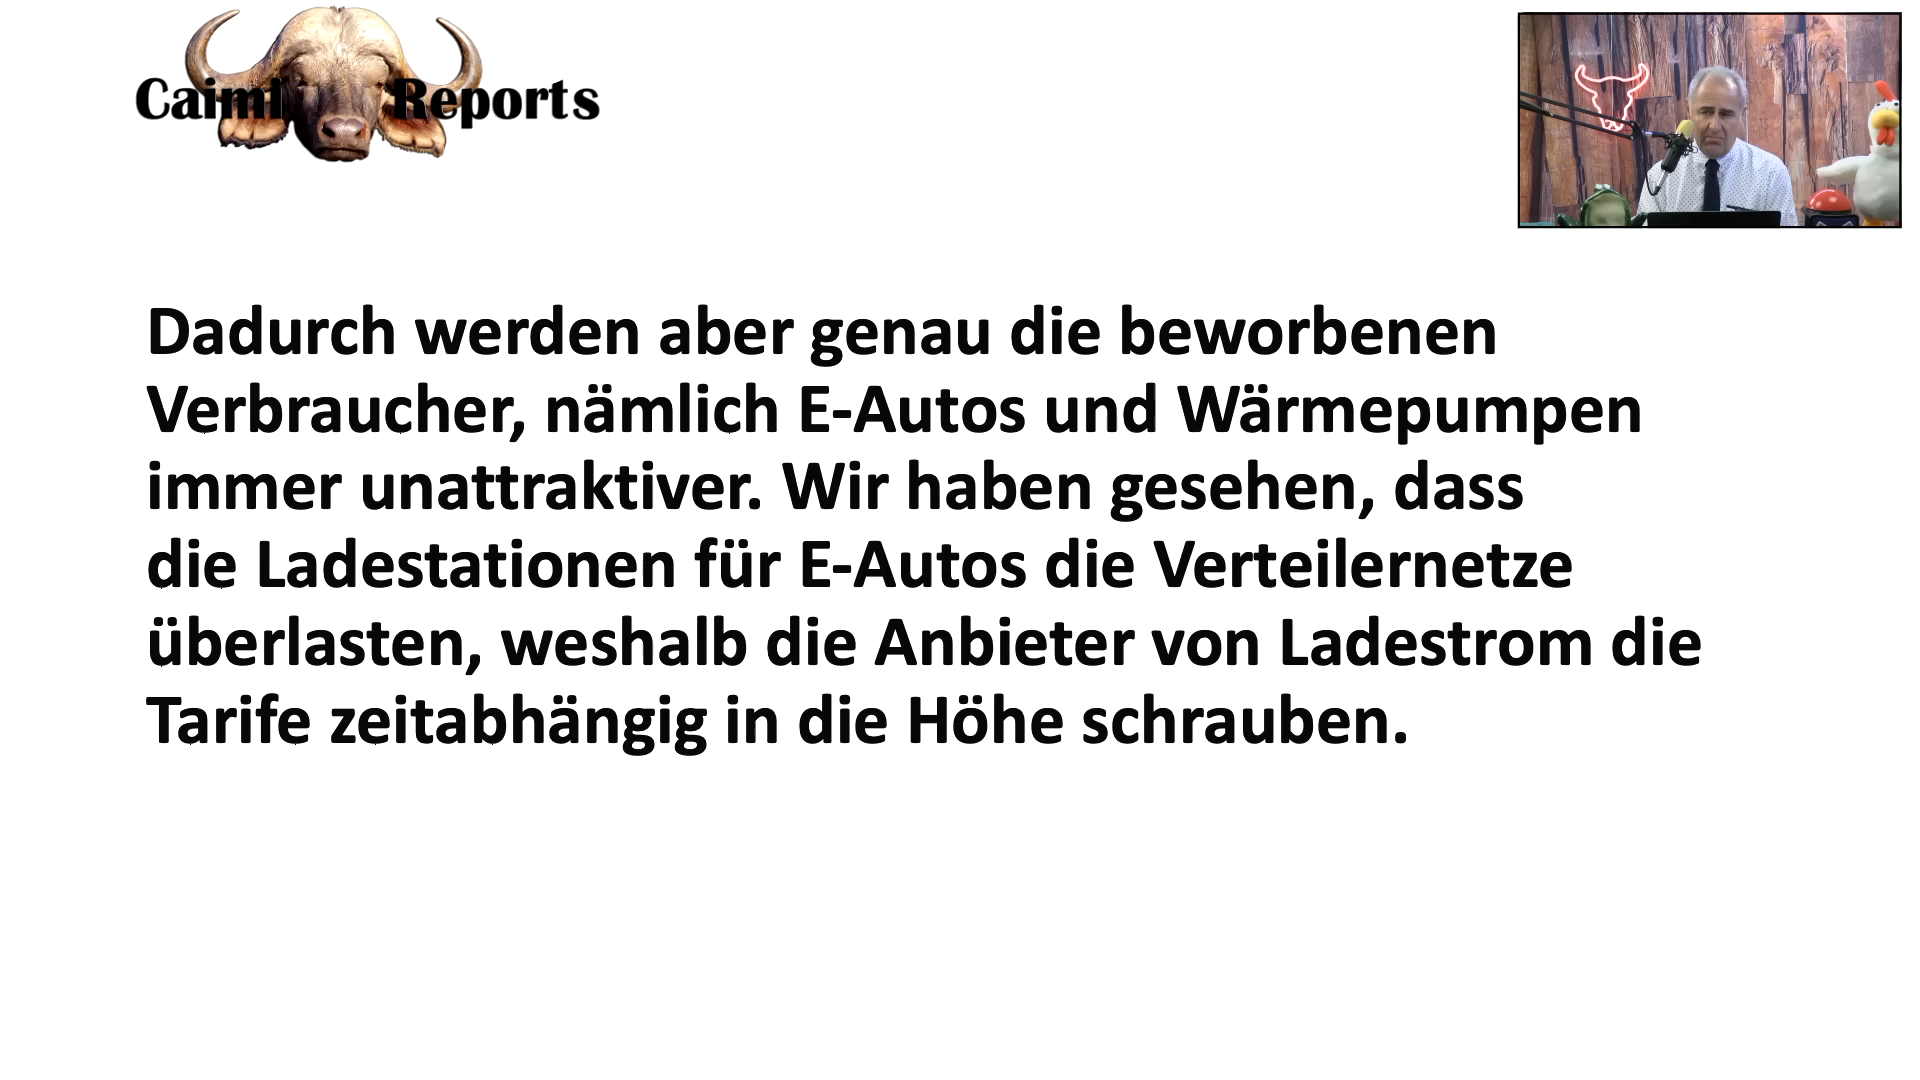 Caimi Reports
Dadurch werden aber genau die beworbenen
Verbraucher, nämlich E-Autos und Wärmepumpen
immer unattraktiver. Wir haben gesehen, dass
die Ladestationen für E-Autos die Verteilernetze
überlasten, weshalb die Anbieter von Ladestrom die
Tarife zeitabhängig in die Höhe schrauben.